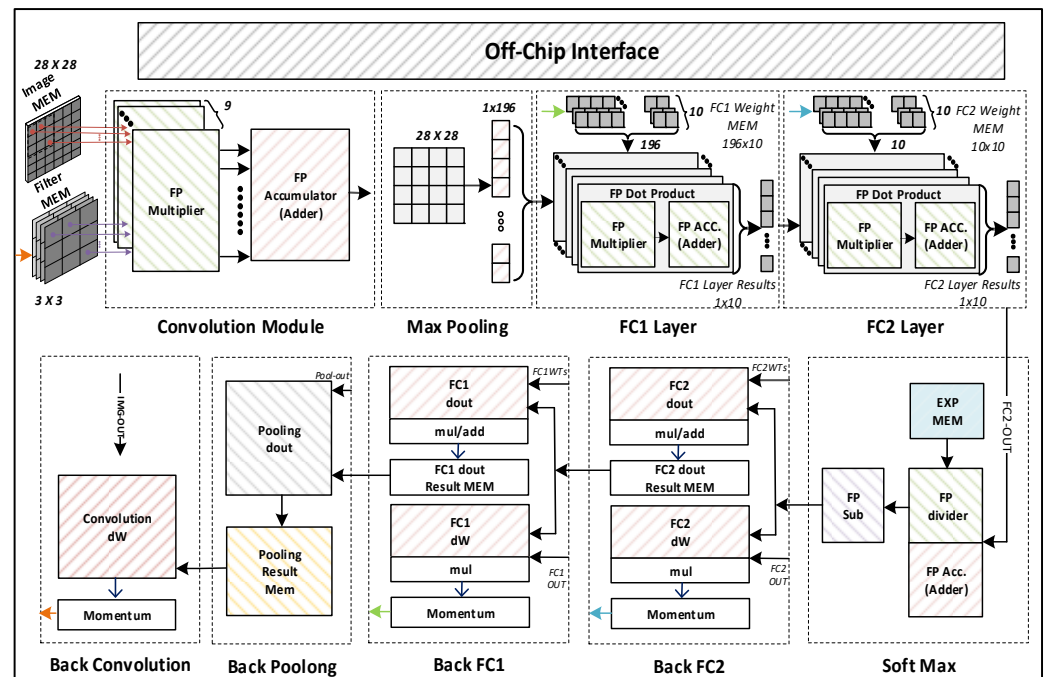 Off-Chip Interface
28 X 28
Image
MEM
Filter
MEM
3 X 3
9
FP
Multiplier
FP
Accumulator
(Adder)
Convolution Module
28 X 28
1x196
Max Pooling
10
FC1 Weight
MEM
196x10
196
FP Dot Product
FP
Multiplier
FP ACC.
(Adder)
FC1 Layer Results
1x10
FC1 Layer
10
FC2 Weight
MEM
10x10
10
FP Dot Product
FP
Multiplier
FP ACC.
(Adder)
FC2 Layer Results
1x10
FC2 Layer
IMG-OUT
Convolution
dW
Momentum
Back Convolution
Pool-out
Pooling
dout
Pooling
Result
Mem
Back Poolong
FC1WTs
FC1
dout
mul/add
FC1 dout
Result MEM
FC1
dW
mul
FC1
OUT
Momentum
Back FC1
FC2WTs
FC2
dout
mul/add
FC2 dout
Result MEM
FC2
dW
mul
FC2
OUT
Momentum
Back FC2
FC2-OUT
EXP
MEM
FP
Sub
FP
divider
FP Acc.
(Adder)
Soft Max